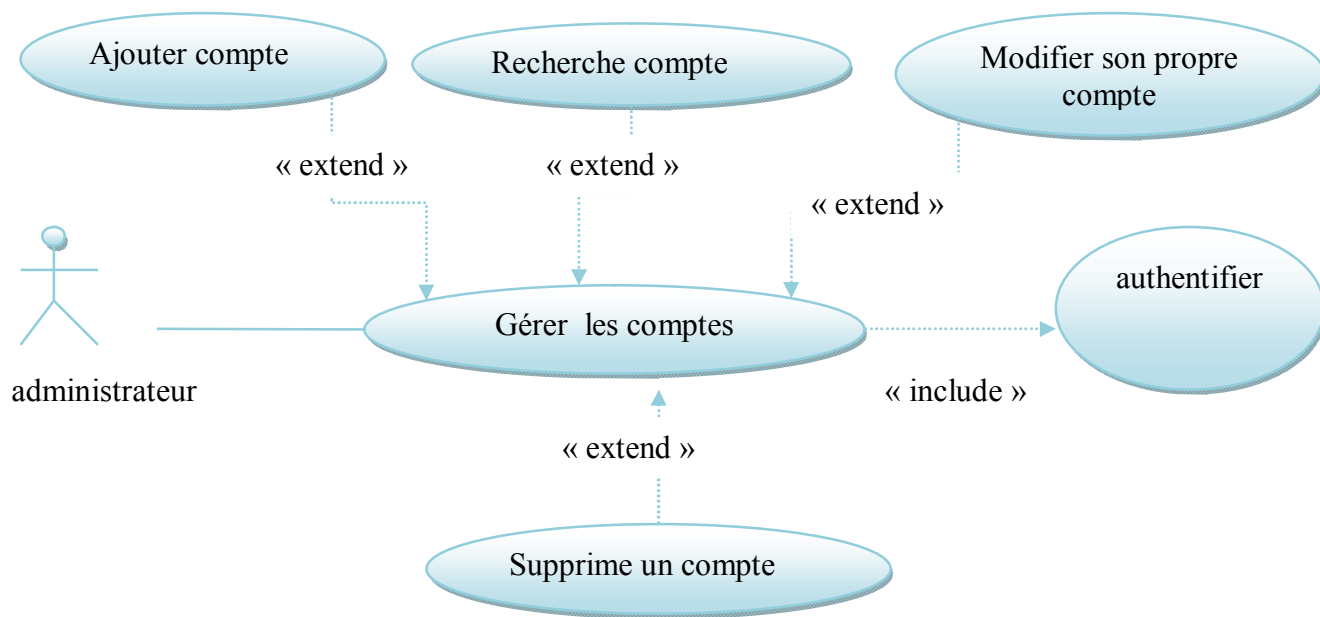 Ajouter compte
Recherche compte
Modifier son propre
compte
« extend »
« extend »
« extend »
administrateur
Gérer les comptes
authentifier
« include »
« extend »
Supprime un compte